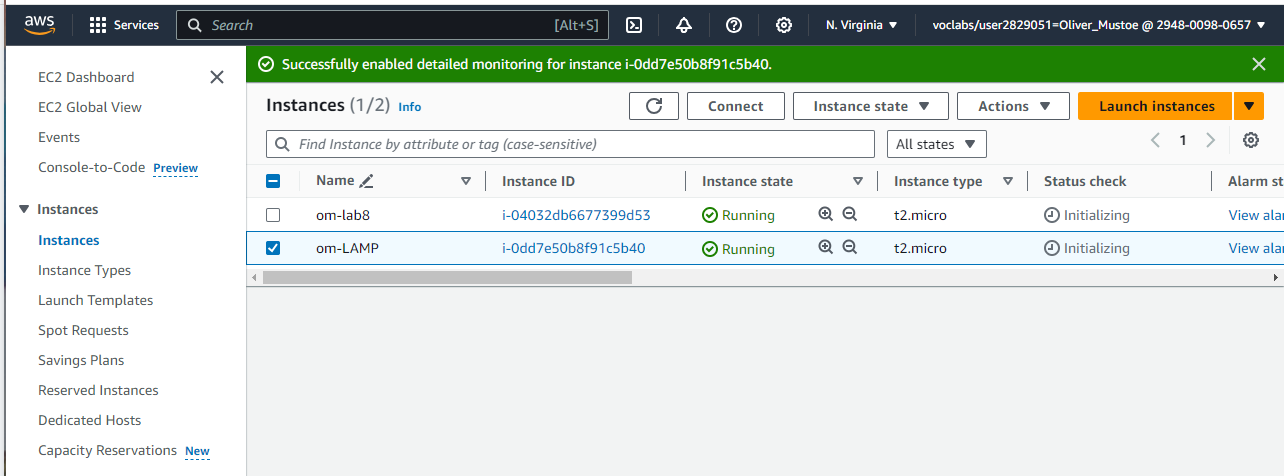 aws Services Search [Alt+S] N. Virginia voclabs/user2829051=Oliver_Mustoe @ 2948-0098-0657
EC2 Dashboard
EC2 Global View
Events
Console-to-Code Preview
Instances
Instances
Instance Types
Launch Templates
Spot Requests
Savings Plans
Reserved Instances
Dedicated Hosts
Capacity Reservations New
Successfully enabled detailed monitoring for instance i-0dd7e50b8f91c5b40.
Instances (1/2) Info Connect Instance state Actions Launch instances
Find Instance by attribute or tag (case-sensitive) All states 1
Name Instance ID Instance state Instance type Status check Alarm st
om-lab8 i-04032db6677399d53 Running t2.micro Initializing View alar
om-LAMP i-0dd7e50b8f91c5b40 Running t2.micro Initializing View alar